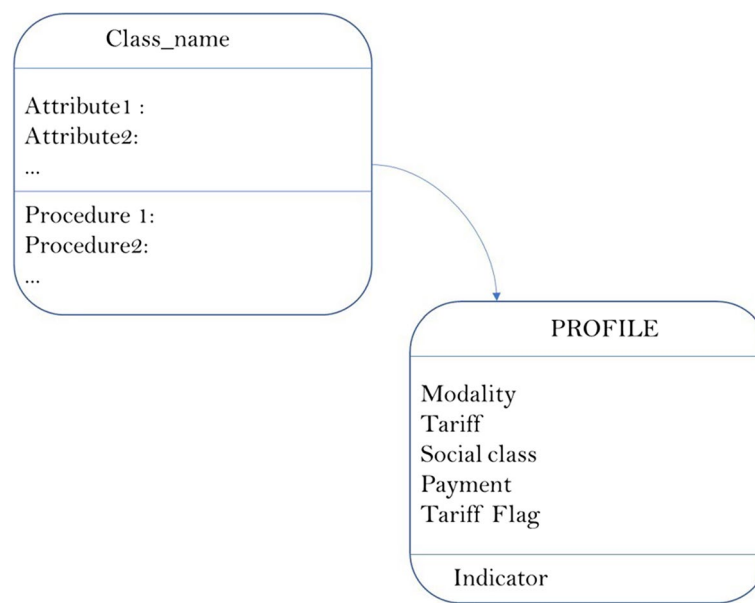 Class_name
Attribute1 :
Attribute2:
...
Procedure 1:
Procedure2:
...
PROFILE
Modality
Tariff
Social class
Payment
Tariff Flag
Indicator